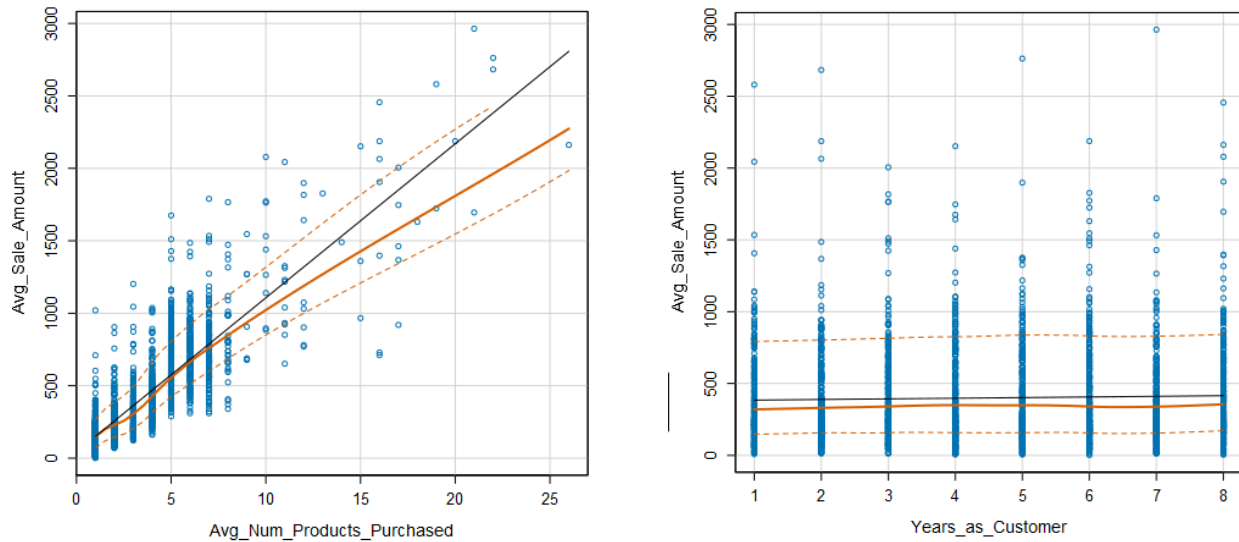 3000
2500
2000
1500
1000
500
0
Avg_Sale_Amount
0 5 10 15 20 25
Avg_Num_Products_Purchased
3000
2500
2000
1500
1000
500
0
Avg_Sale_Amount
1 2 3 4 5 6 7 8
Years_as_Customer